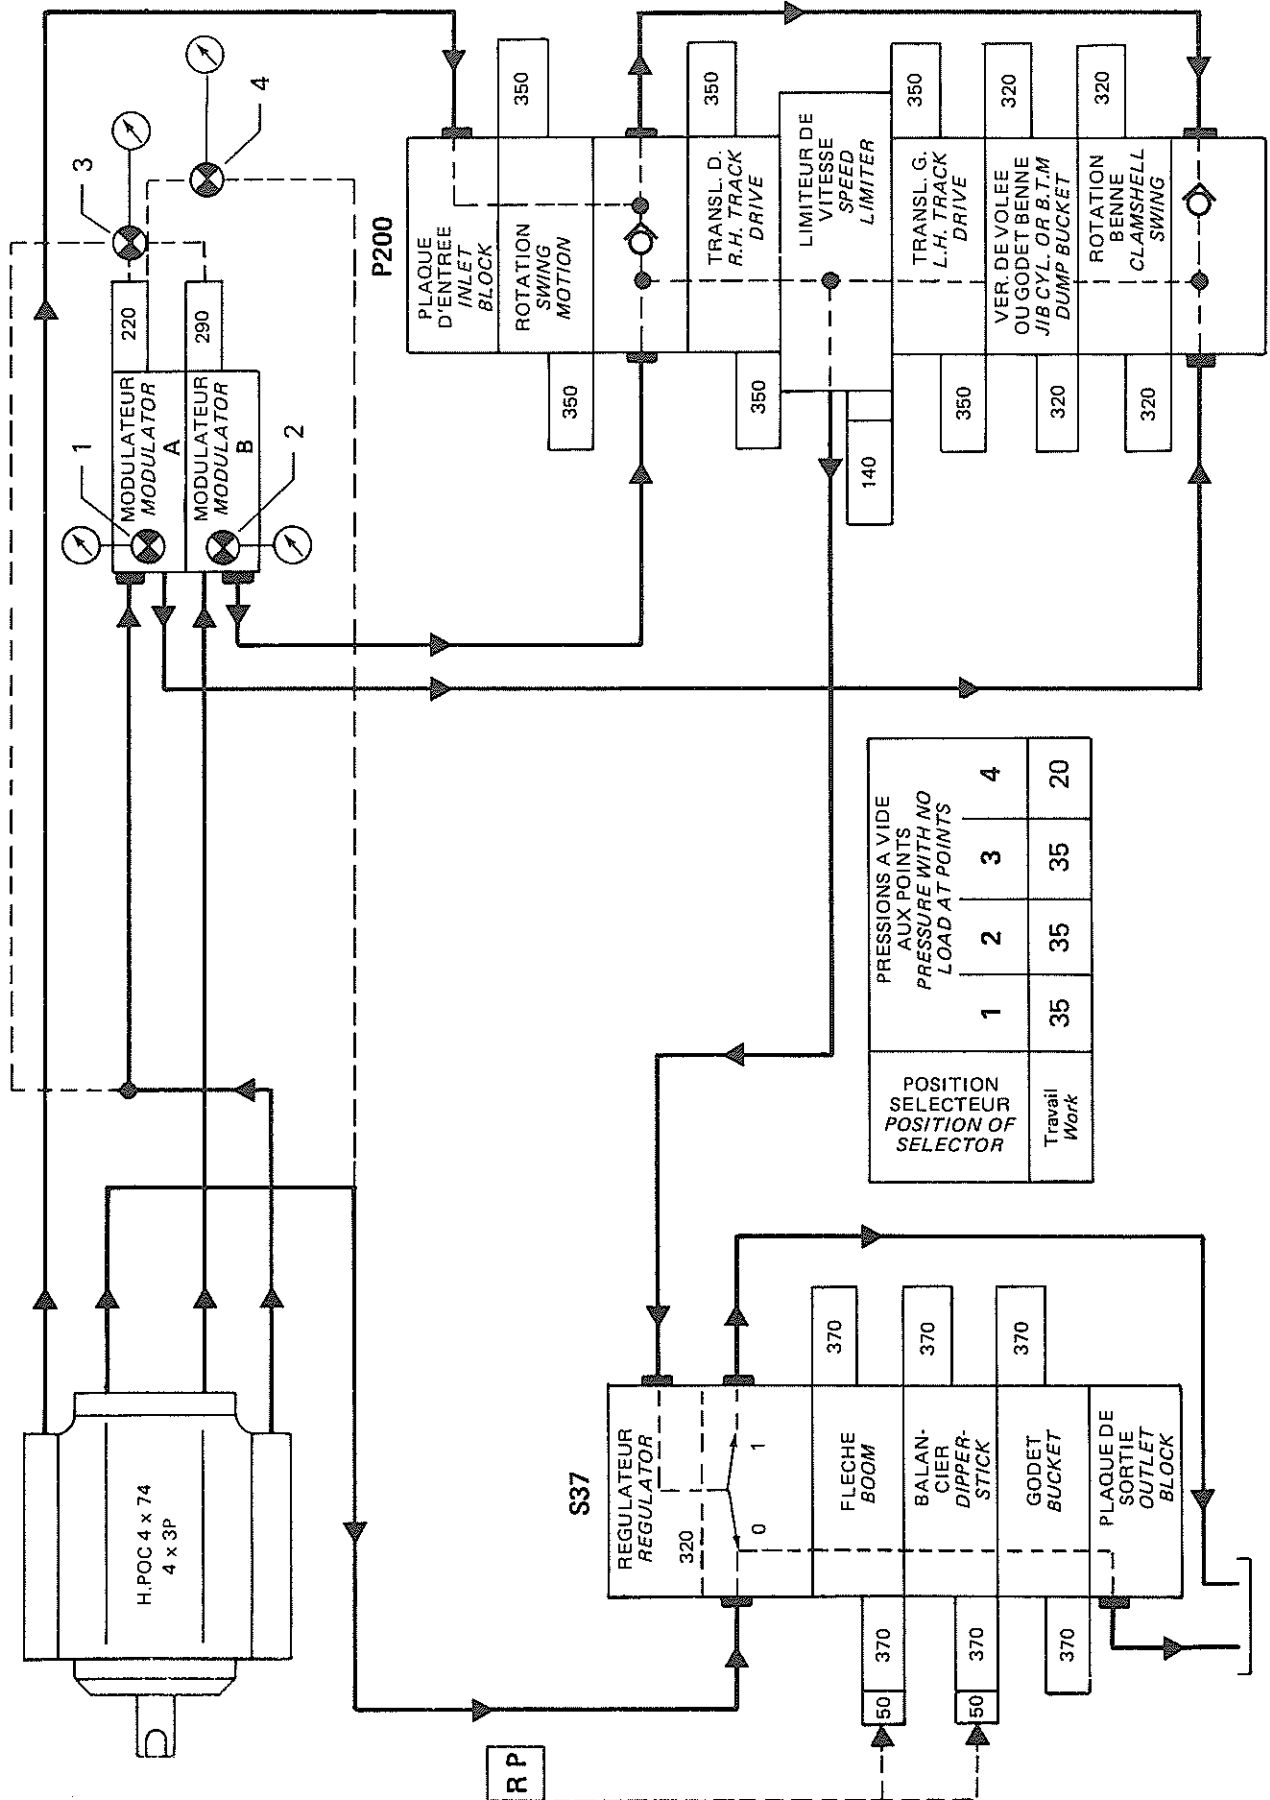 H.POC 4 x 74
4 x 3P
3
4
1
2
220
290
MODULATEUR
MODULATOR
A
MODULATEUR
MODULATOR
B
P200
PLAQUE
D'ENTREE
INLET
BLOCK
ROTATION
SWING
MOTION
350
350
TRANSL. D.
R.H. TRACK
DRIVE
350
350
LIMITEUR DE
VITESSE
SPEED
LIMITER
140
TRANSL. G.
L.H. TRACK
DRIVE
350
350
VER. DE VOLEE
OU GODET BENNE
JIB CYL. OR B.T.M
DUMP BUCKET
320
320
ROTATION
BENNE
CLAMSHELL
SWING
320
320
S37
REGULATEUR
REGULATOR
320
0
1
FLECHE
BOOM
370
370
50
BALAN-
CIER
DIPPER-
STICK
370
370
50
GODET
BUCKET
370
370
PLAQUE DE
SORTIE
OUTLET
BLOCK
R P
POSITION
SELECTEUR
POSITION OF
SELECTOR
PRESSIONS A VIDE
AUX POINTS
PRESSURE WITH NO
LOAD AT POINTS
1 2 3 4
Travail
Work
35 35 35 20